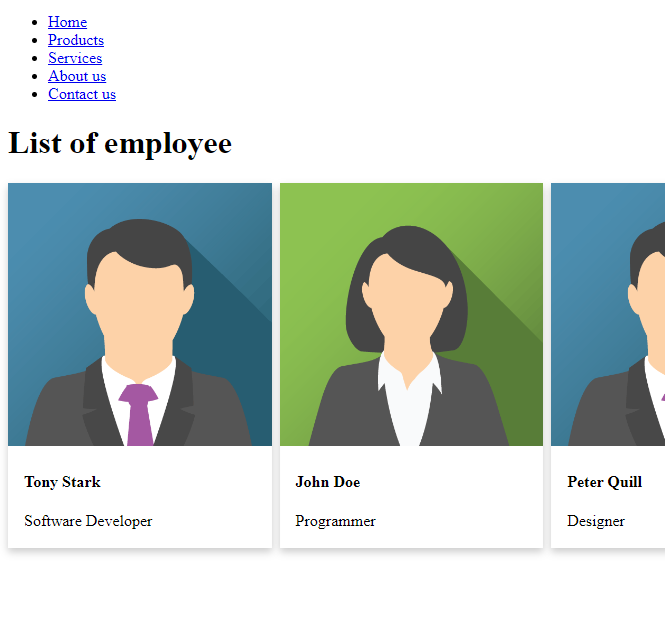 Home
Products
Services
About us
Contact us
List of employee
Tony Stark
Software Developer
John Doe
Programmer
Peter Quill
Designer